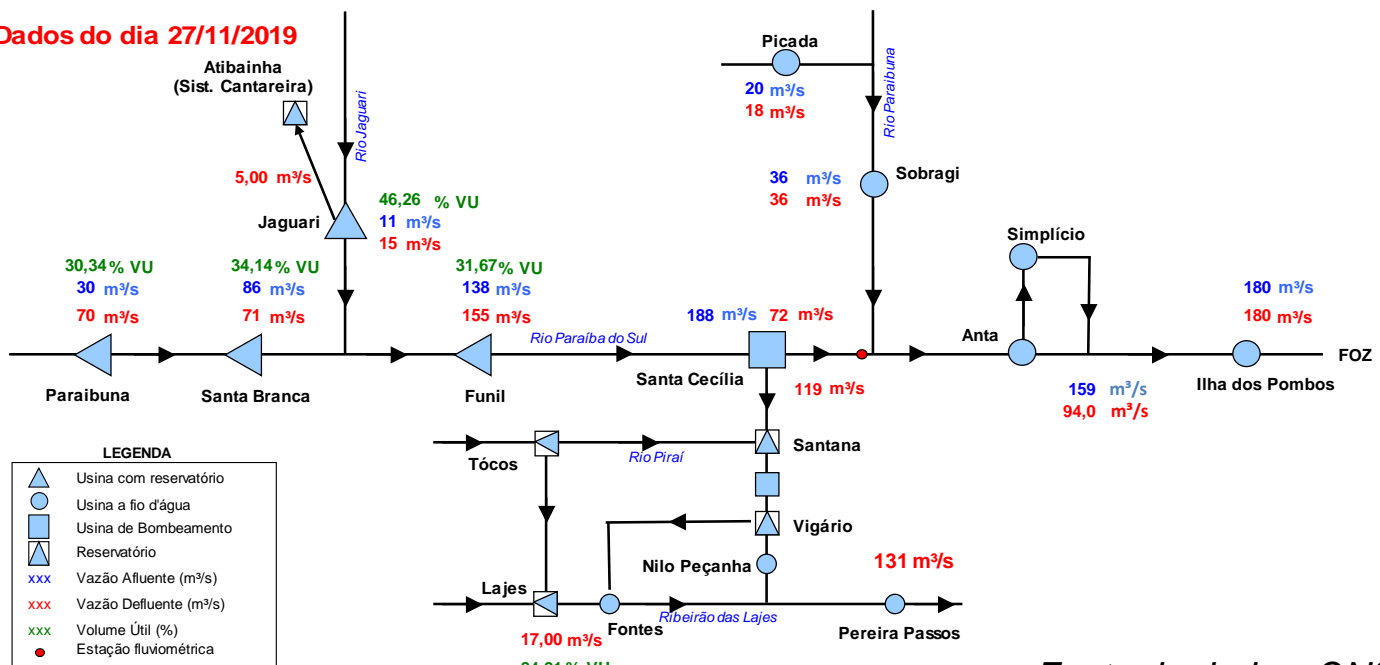 Dados do dia 27/11/2019
Atibainha
(Sist. Cantareira)
Rio Jaguari
5,00 m³/s
Jaguari
46,26 % VU
11 m³/s
15 m³/s
Picada
20 m³/s
18 m³/s
Rio Paraibuna
36 m³/s
36 m³/s
Sobragi
30,34 % VU
30 m³/s
70 m³/s
Paraibuna
34,14 % VU
86 m³/s
71 m³/s
Santa Branca
31,67 % VU
138 m³/s
155 m³/s
Funil
Rio Paraíba do Sul
188 m³/s
72 m³/s
Santa Cecília
119 m³/s
Simplício
Anta
159 m³/s
94,0 m³/s
180 m³/s
180 m³/s
Ilha dos Pombos
FOZ
Tócos
Rio Piraí
Santana
Vigário
Nilo Peçanha
131 m³/s
Lajes
Fontes
Ribeirão das Lajes
Pereira Passos
17,00 m³/s
LEGENDA
Usina com reservatório
Usina a fio d'água
Usina de Bombeamento
Reservatório
xxx Vazão Afluente (m³/s)
xxx Vazão Defluente (m³/s)
xxx Volume Útil (%)
Estação fluviométrica